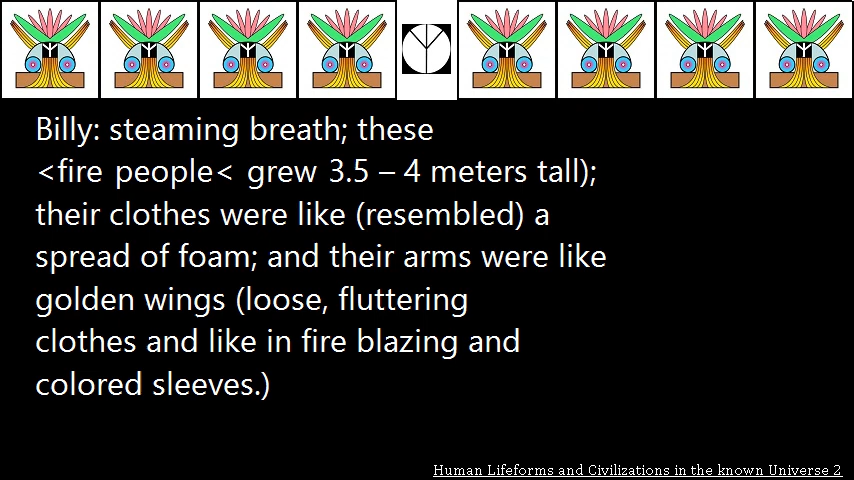 Billy: steaming breath; these
<fire people< grew 3.5 – 4 meters tall);
their clothes were like (resembled) a
spread of foam; and their arms were like
golden wings (loose, fluttering
clothes and like in fire blazing and
colored sleeves.)
Human Lifeforms and Civilizations in the known Universe 2